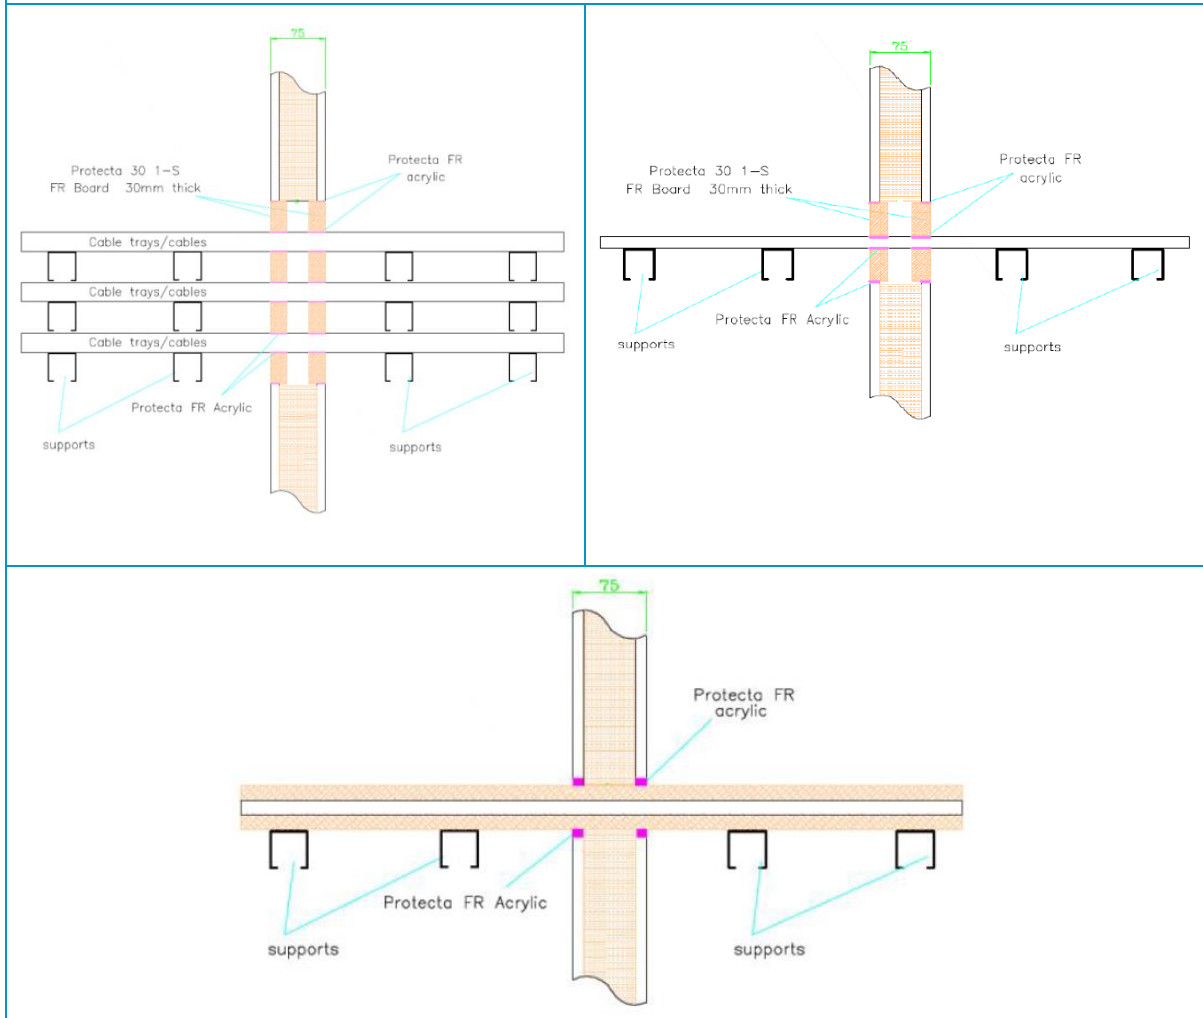 75
Protecta 30 1-S
FR Board 30mm thick
Protecta FR
acrylic
Cable trays/cables
Cable trays/cables
Cable trays/cables
Protecta FR Acrylic
supports
supports
75
Protecta 30 1-S
FR Board 30mm thick
Protecta FR
acrylic
Protecta FR Acrylic
supports
supports
75
Protecta FR
acrylic
Protecta FR Acrylic
supports
supports